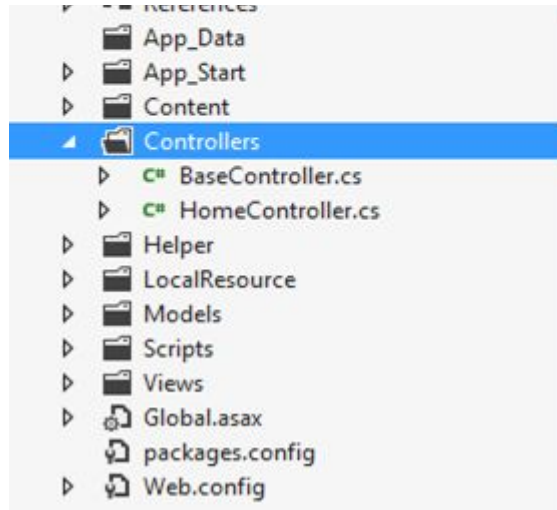 References
App_Data
App_Start
Content
Controllers
C# BaseController.cs
C# HomeController.cs
Helper
LocalResource
Models
Scripts
Views
Global.asax
packages.config
Web.config